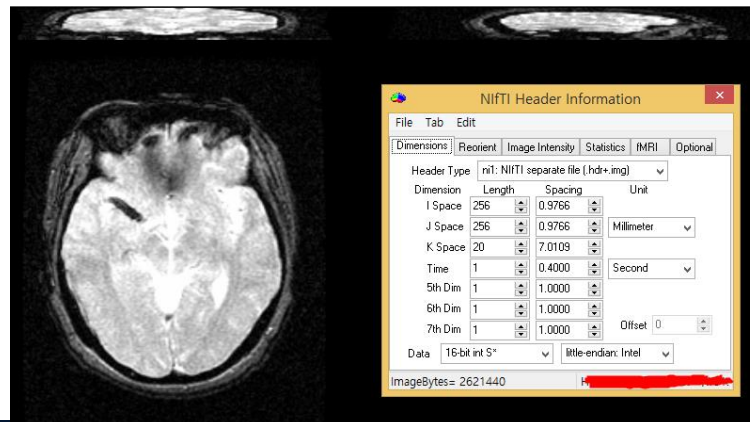 NIfTI Header Information
File Tab Edit
Dimensions Reorient Image Intensity Statistics fMRI Optional
Header Type ni1: NIfTI separate file (.hdr+.img)
Dimension Length Spacing Unit
I Space 256 0.9766
J Space 256 0.9766 Millimeter
K Space 20 7.0109
Time 1 0.4000 Second
5th Dim 1 1.0000
6th Dim 1 1.0000
7th Dim 1 1.0000 Offset 0
Data 16-bit int S* little-endian: Intel
ImageBytes= 2621440